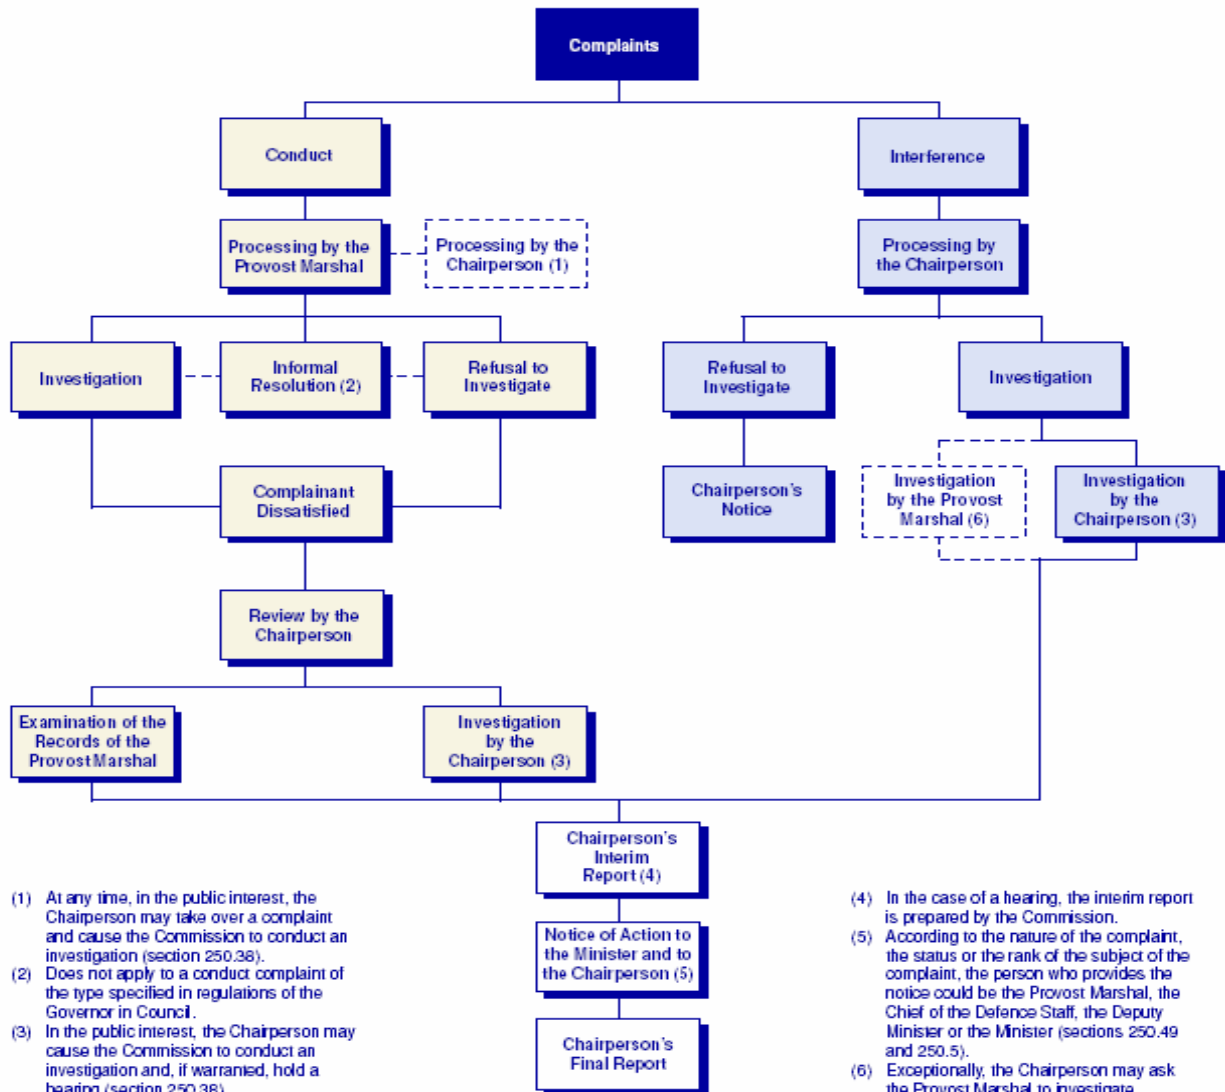 Complaints
Conduct
Interference
Processing by the
Provost Marshal
Processing by the
Chairperson (1)
Processing by
the Chairperson
Investigation
Informal
Resolution (2)
Refusal to
Investigate
Refusal to
Investigate
Investigation
Complainant
Dissatisfied
Chairperson's
Notice
Investigation
by the Provost
Marshal (6)
Investigation
by the
Chairperson (3)
Review by the
Chairperson
Examination of the
Records of the
Provost Marshal
Investigation
by the
Chairperson (3)
Chairperson's
Interim
Report (4)
Notice of Action to
the Minister and to
the Chairperson (5)
Chairperson's
Final Report
(1) At any time, in the public interest, the
Chairperson may take over a complaint
and cause the Commission to conduct an
investigation (section 250.38).
(2) Does not apply to a conduct complaint of
the type specified in regulations of the
Governor in Council.
(3) In the public interest, the Chairperson may
cause the Commission to conduct an
investigation and, if warranted, hold a
hearing (section 250.38)
(4) In the case of a hearing, the interim report
is prepared by the Commission.
(5) According to the nature of the complaint,
the status or the rank of the subject of the
complaint, the person who provides the
notice could be the Provost Marshal, the
Chief of the Defence Staff, the Deputy
Minister or the Minister (sections 250.49
and 250.5).
(6) Exceptionally, the Chairperson may ask
the Provost Marshal to investigate